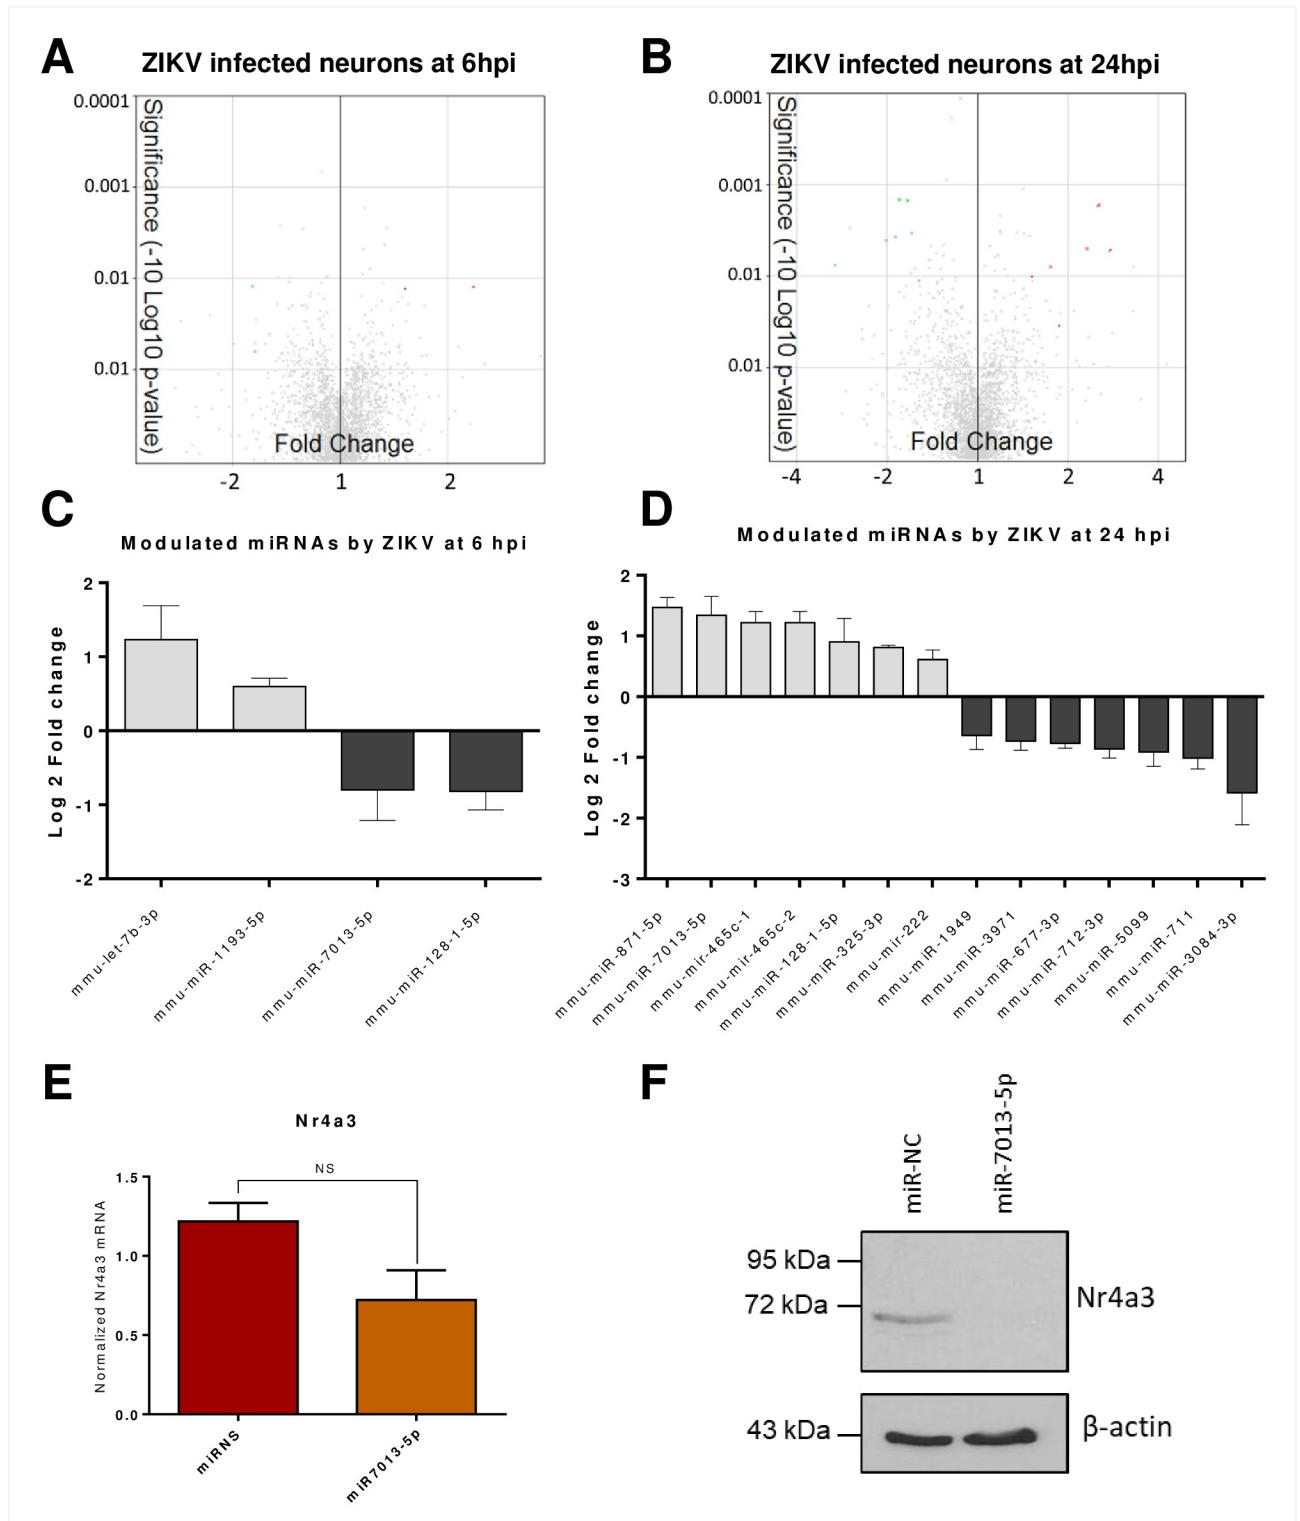 A
ZIKV infected neurons at 6hpi
0.0001
0.001
0.01
0.01
Significance (-10 Log10 p-value)
Fold Change
-2 1 2
B
ZIKV infected neurons at 24hpi
0.0001
0.001
0.01
0.01
Significance (-10 Log10 p-value)
Fold Change
-4 -2 1 2 4
C
Modulated miRNAs by ZIKV at 6 hpi
Log 2 Fold change
2
1
0
-1
-2
mmu-let-7b-3p
mmu-miR-1193-5p
mmu-miR-7013-5p
mmu-miR-128-1-5p
D
Modulated miRNAs by ZIKV at 24 hpi
Log 2 Fold change
2
1
0
-1
-2
-3
mmu-miR-871-5p
mmu-miR-7013-5p
mmu-mir-465c-1
mmu-mir-465c-2
mmu-miR-128-1-5p
mmu-miR-325-3p
mmu-mir-222
mmu-miR-1949
mmu-miR-3971
mmu-miR-677-3p
mmu-miR-712-3p
mmu-miR-5099
mmu-miR-711
mmu-miR-3084-3p
E
Nr4a3
Normalized Nr4a3 mRNA
1.5
1.0
0.5
0.0
NS
miRNS
miR7013-5p
F
miR-NC
miR-7013-5p
95 kDa
72 kDa
Nr4a3
43 kDa
β-actin